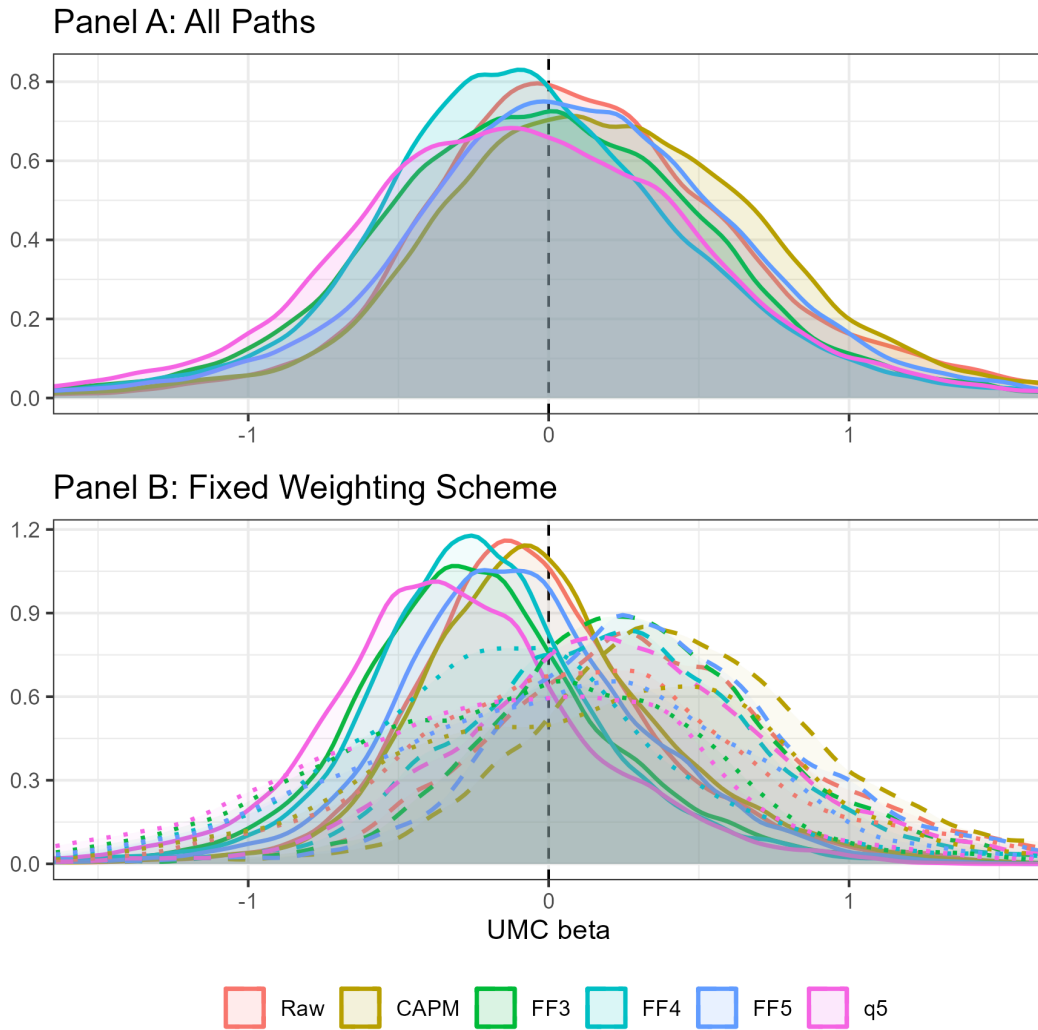 Panel A: All Paths
0.8
0.6
0.4
0.2
0.0
-1 0 1
Panel B: Fixed Weighting Scheme
1.2
0.9
0.6
0.3
0.0
-1 0 1
UMC beta
Raw CAPM FF3 FF4 FF5 q5